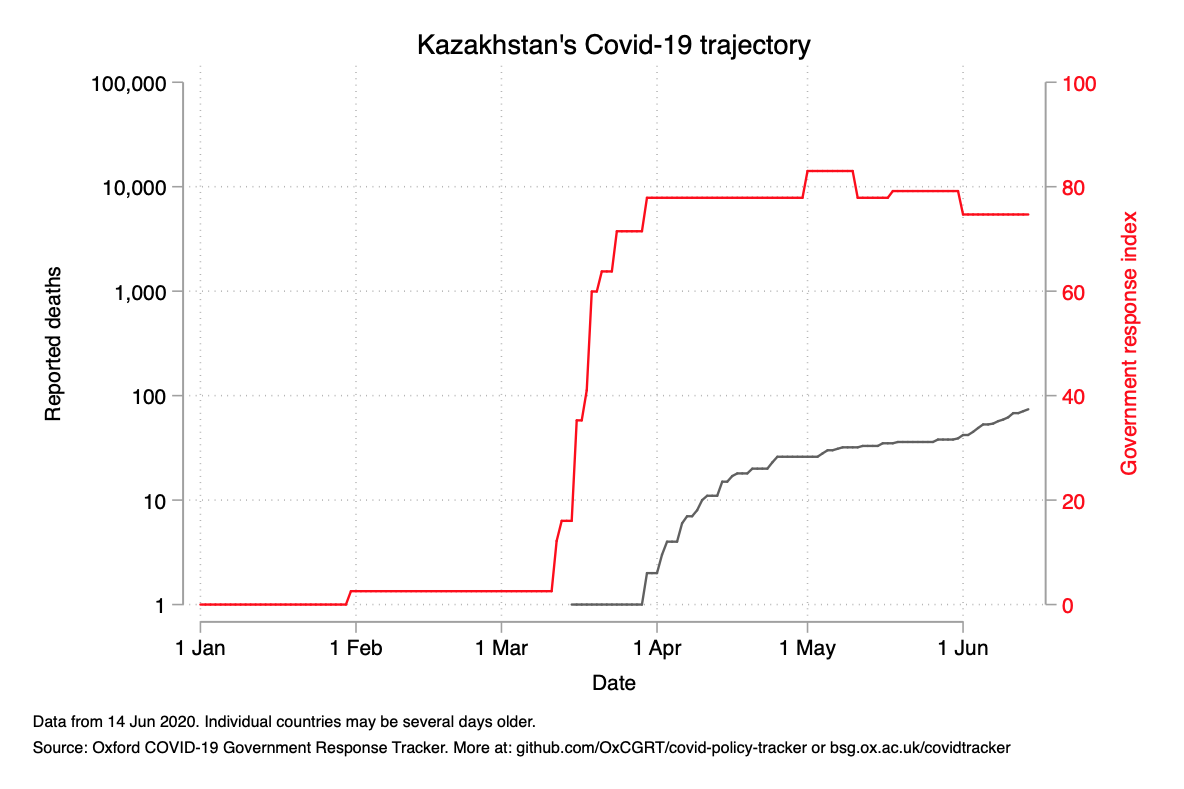 Kazakhstan's Covid-19 trajectory
100,000
10,000
1,000
100
10
1
Reported deaths
100
80
60
40
20
0
Government response index
1 Jan
1 Feb
1 Mar
1 Apr
1 May
1 Jun
Date
Data from 14 Jun 2020. Individual countries may be several days older.
Source: Oxford COVID-19 Government Response Tracker. More at: github.com/OxCGRT/covid-policy-tracker or bsg.ox.ac.uk/covidtracker